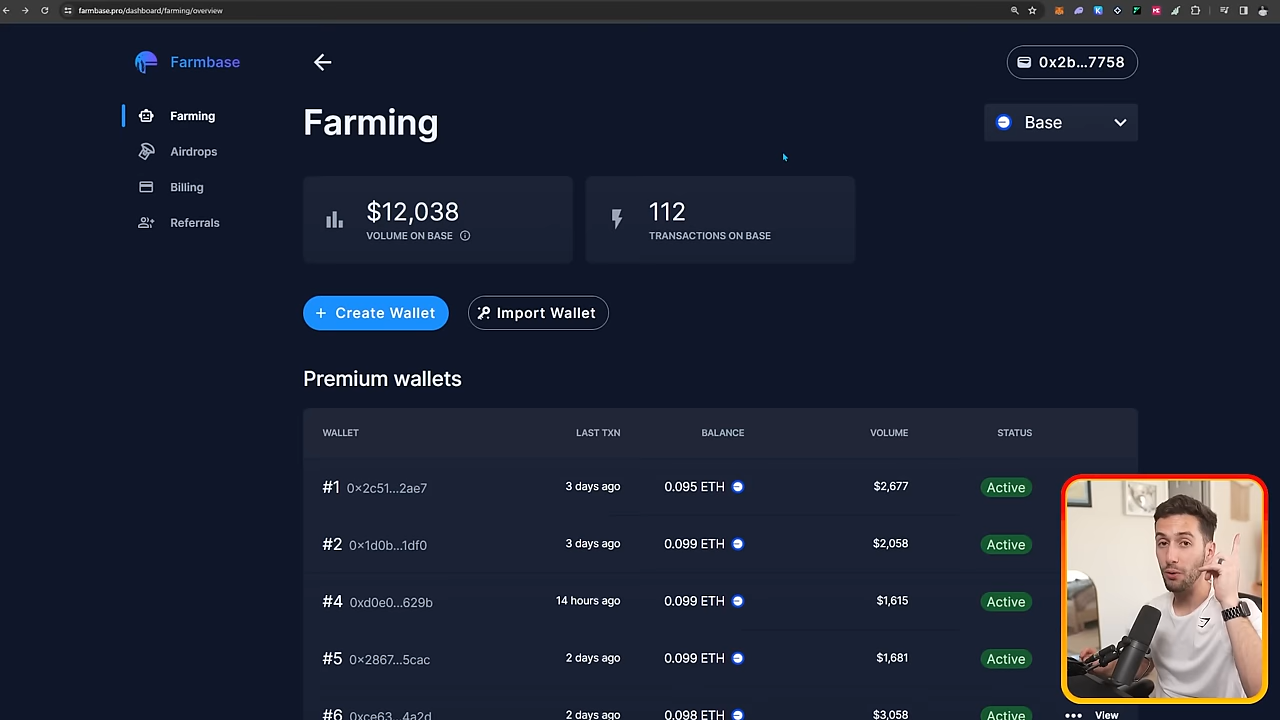 farmbase.pro/dashboard/farming/overview
Farmbase
0x2b...7758
Farming
Airdrops
Billing
Referrals
Farming
Base
$12,038
VOLUME ON BASE
112
TRANSACTIONS ON BASE
+ Create Wallet
Import Wallet
Premium wallets
WALLET LAST TXN BALANCE VOLUME STATUS
#1 0x2c51...2ae7 3 days ago 0.095 ETH $2,677 Active
#2 0x1d0b...1df0 3 days ago 0.099 ETH $2,058 Active
#4 0xd0e0...629b 14 hours ago 0.099 ETH $1,615 Active
#5 0x2867...5cac 2 days ago 0.099 ETH $1,681 Active
#6 0xce63...4a2d 2 days ago 0.098 ETH $3,058 Active ••• View